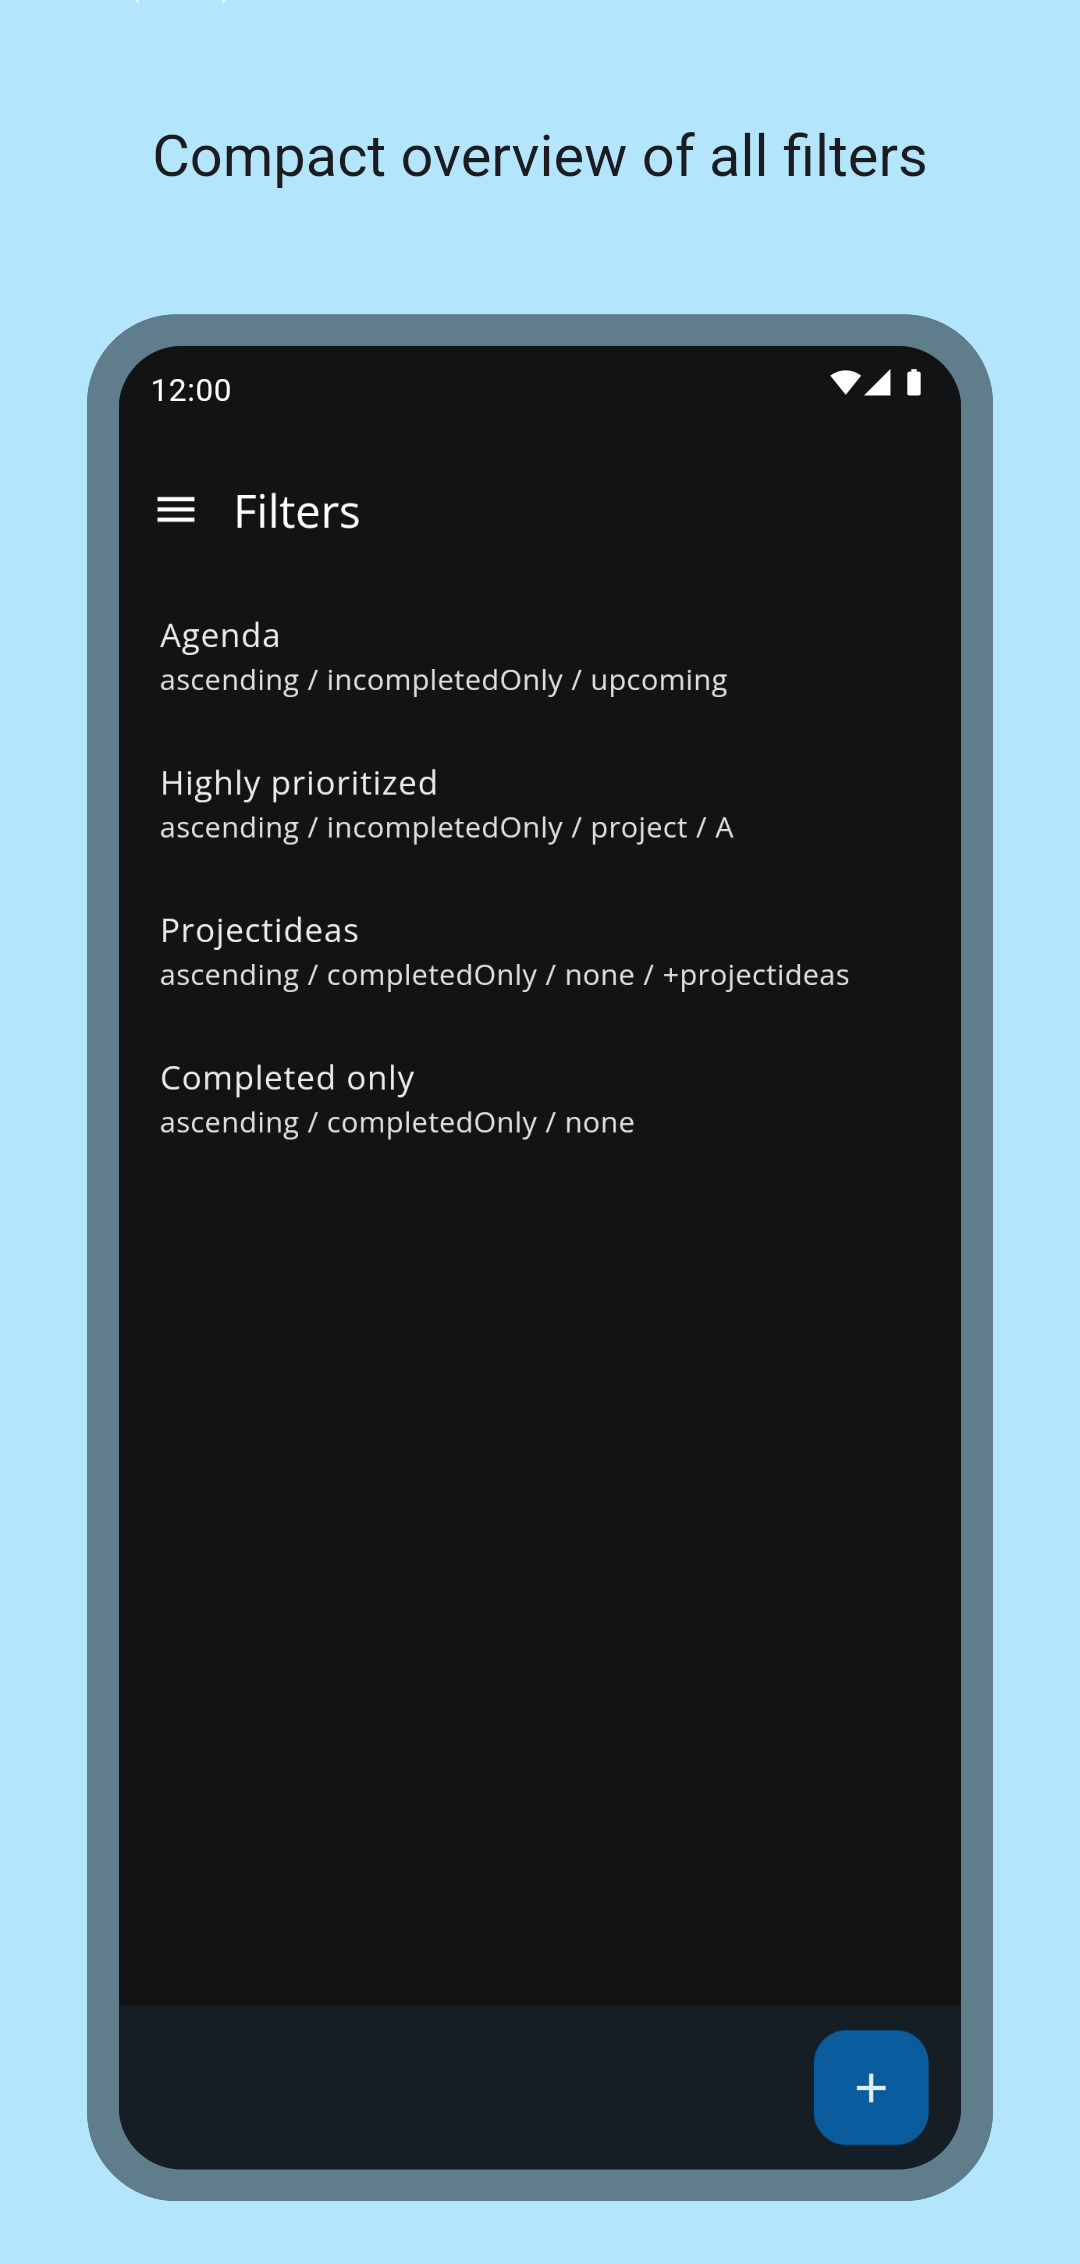 Compact overview of all filters
12:00
Filters
Agenda
ascending / incompletedOnly / upcoming
Highly prioritized
ascending / incompletedOnly / project / A
Projectideas
ascending / completedOnly / none / +projectideas
Completed only
ascending / completedOnly / none